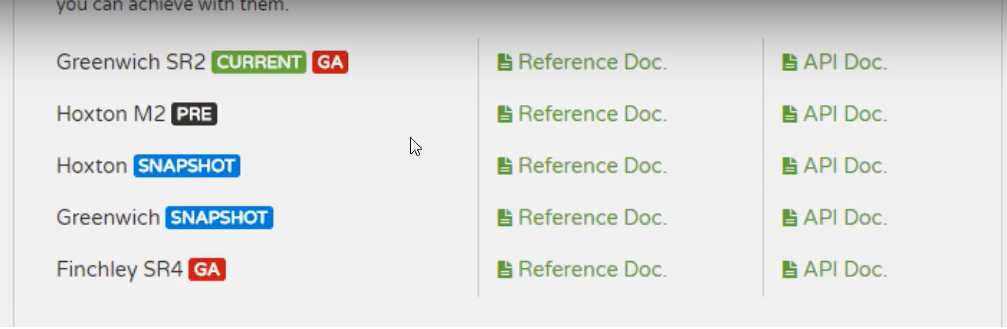 you can achieve with them.
Greenwich SR2 CURRENT GA Reference Doc. API Doc.
Hoxton M2 PRE Reference Doc. API Doc.
Hoxton SNAPSHOT Reference Doc. API Doc.
Greenwich SNAPSHOT Reference Doc. API Doc.
Finchley SR4 GA Reference Doc. API Doc.